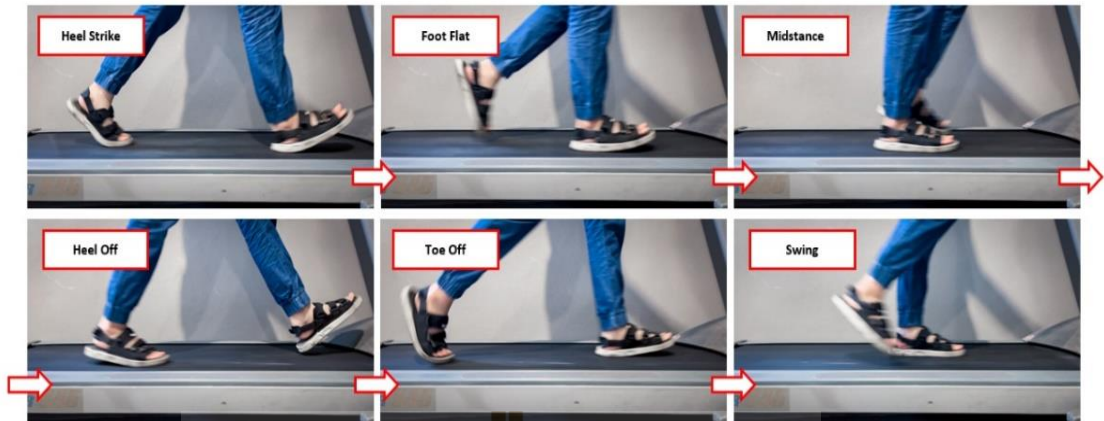 Heel Strike
Foot Flat
Midstance
Heel Off
Toe Off
Swing